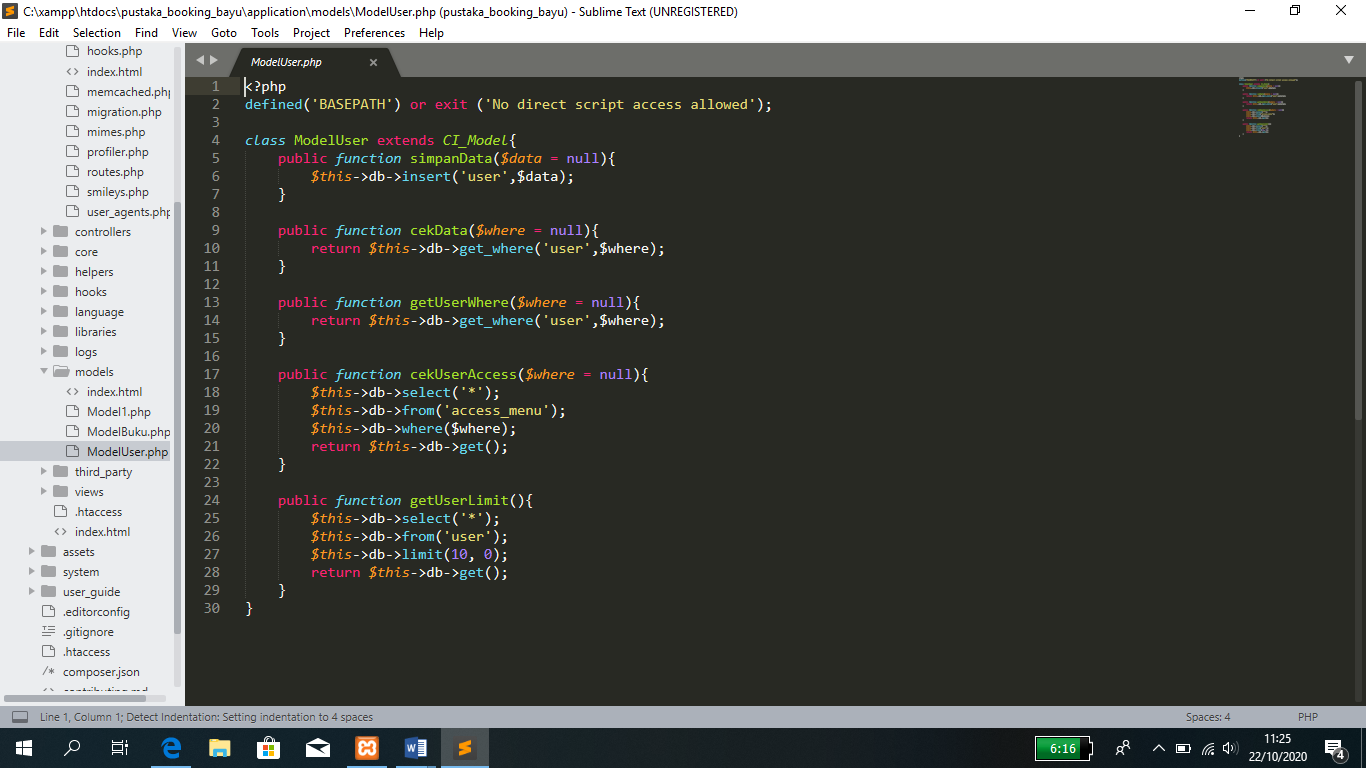 C:\xampp\htdocs\pustaka_booking_bayu\application\models\ModelUser.php (pustaka_booking_bayu) - Sublime Text (UNREGISTERED)
File Edit Selection Find View Goto Tools Project Preferences Help
hooks.php
index.html
memcached.php
migration.php
mimes.php
profiler.php
routes.php
smileys.php
user_agents.php
controllers
core
helpers
hooks
language
libraries
logs
models
index.html
Model1.php
ModelBuku.php
ModelUser.php
third_party
views
.htaccess
index.html
assets
system
user_guide
.editorconfig
.gitignore
.htaccess
composer.json
contributing.md
ModelUser.php
1 <?php
2 defined('BASEPATH') or exit ('No direct script access allowed');
3
4 class ModelUser extends CI_Model{
5     public function simpanData($data = null){
6         $this->db->insert('user',$data);
7     }
8
9     public function cekData($where = null){
10         return $this->db->get_where('user',$where);
11     }
12
13     public function getUserWhere($where = null){
14         return $this->db->get_where('user',$where);
15     }
16
17     public function cekUserAccess($where = null){
18         $this->db->select('*');
19         $this->db->from('access_menu');
20         $this->db->where($where);
21         return $this->db->get();
22     }
23
24     public function getUserLimit(){
25         $this->db->select('*');
26         $this->db->from('user');
27         $this->db->limit(10, 0);
28         return $this->db->get();
29     }
30 }
Line 1, Column 1; Detect Indentation: Setting indentation to 4 spaces
Spaces: 4
PHP
6:16
11:25
22/10/2020
4